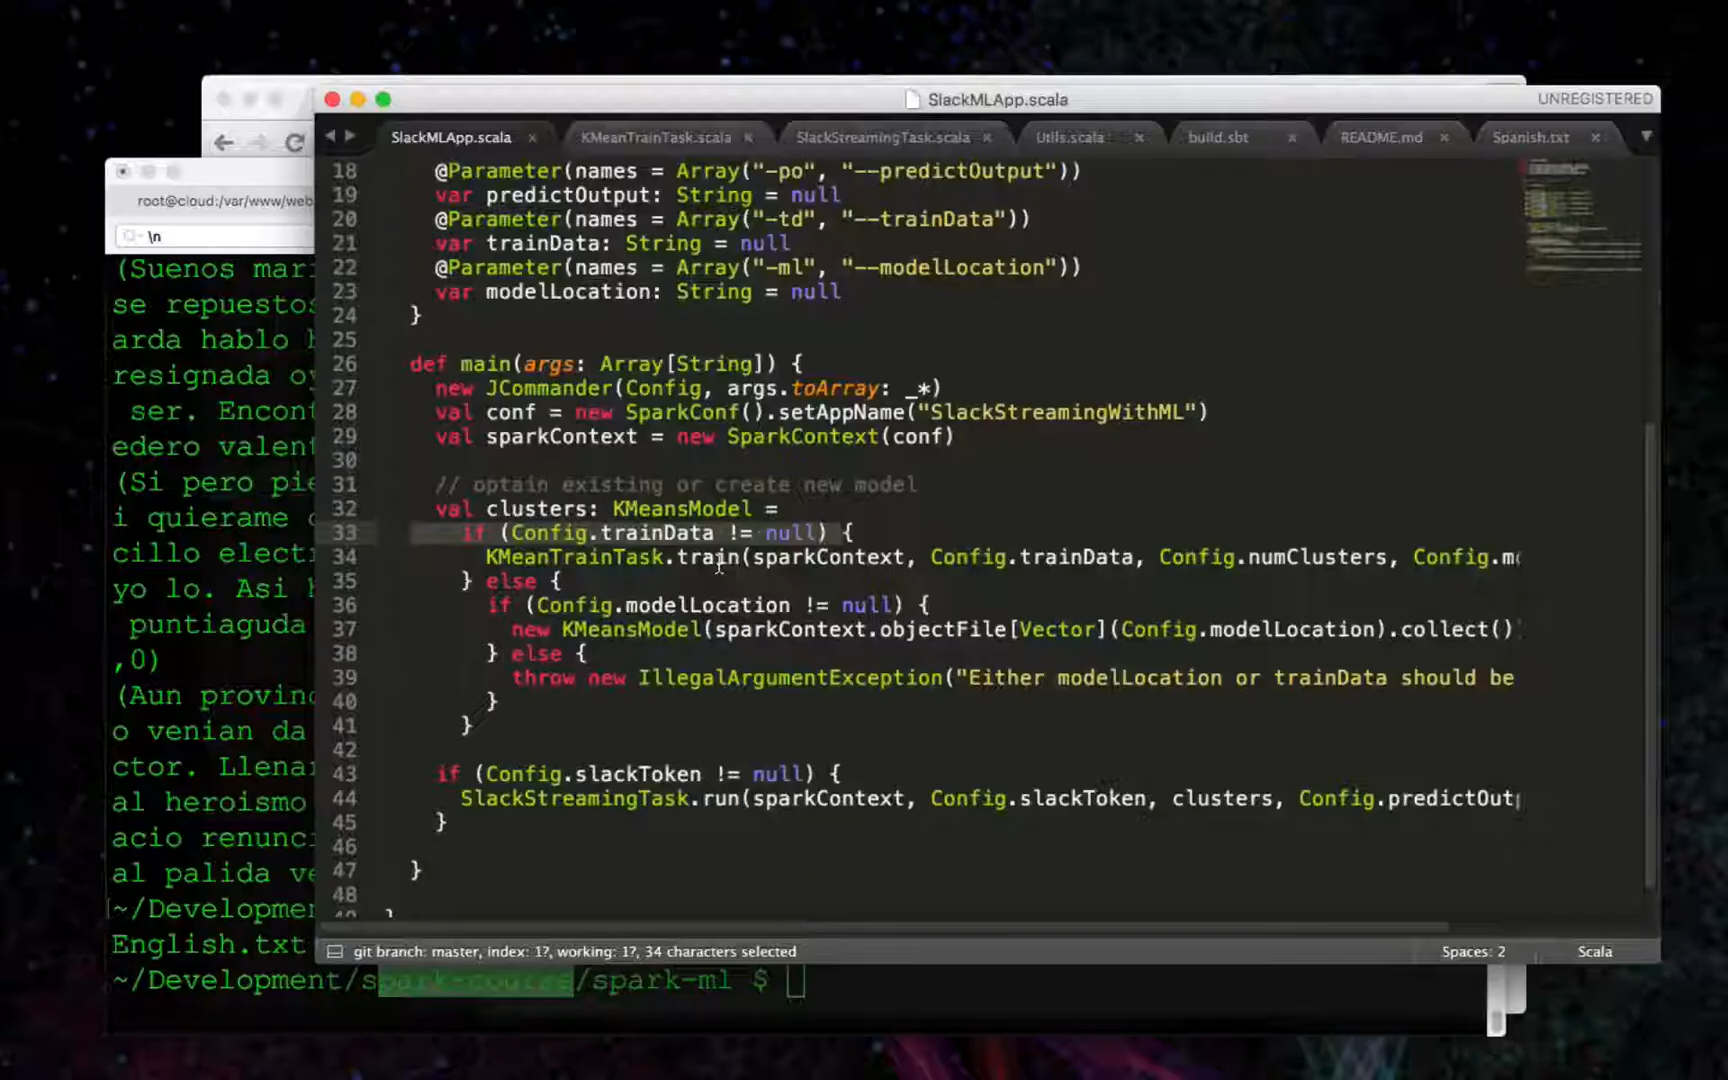 SlackMLApp.scala
UNREGISTERED
SlackMLApp.scala × KMeanTrainTask.scala × SlackStreamingTask.scala × Utils.scala × build.sbt × README.md × Spanish.txt ×
18 @Parameter(names = Array("-po", "--predictOutput"))
19 var predictOutput: String = null
20 @Parameter(names = Array("-td", "--trainData"))
21 var trainData: String = null
22 @Parameter(names = Array("-ml", "--modelLocation"))
23 var modelLocation: String = null
24 }
25
26 def main(args: Array[String]) {
27 new JCommander(Config, args.toArray: _*)
28 val conf = new SparkConf().setAppName("SlackStreamingWithML")
29 val sparkContext = new SparkContext(conf)
30
31 // optain existing or create new model
32 val clusters: KMeansModel =
33 if (Config.trainData != null) {
34 KMeanTrainTask.train(sparkContext, Config.trainData, Config.numClusters, Config.m
35 } else {
36 if (Config.modelLocation != null) {
37 new KMeansModel(sparkContext.objectFile[Vector](Config.modelLocation).collect()
38 } else {
39 throw new IllegalArgumentException("Either modelLocation or trainData should be
40 }
41 }
42
43 if (Config.slackToken != null) {
44 SlackStreamingTask.run(sparkContext, Config.slackToken, clusters, Config.predictOut
45 }
46
47 }
48
49 }
git branch: master, index: 1?, working: 1?, 34 characters selected
Spaces: 2
Scala
root@cloud:/var/www/web
\n
(Suenos mar
se repuestos
arda hablo
resignada o
ser. Encont
edero valen
(Si pero pi
i quierame
cillo elect
yo lo. Asi
puntiaguda
,0)
(Aun provin
o venian da
ctor. Llena
al heroismo
acio renunc
al palida v
~/Developmen
English.txt
~/Development/spark-course/spark-ml $